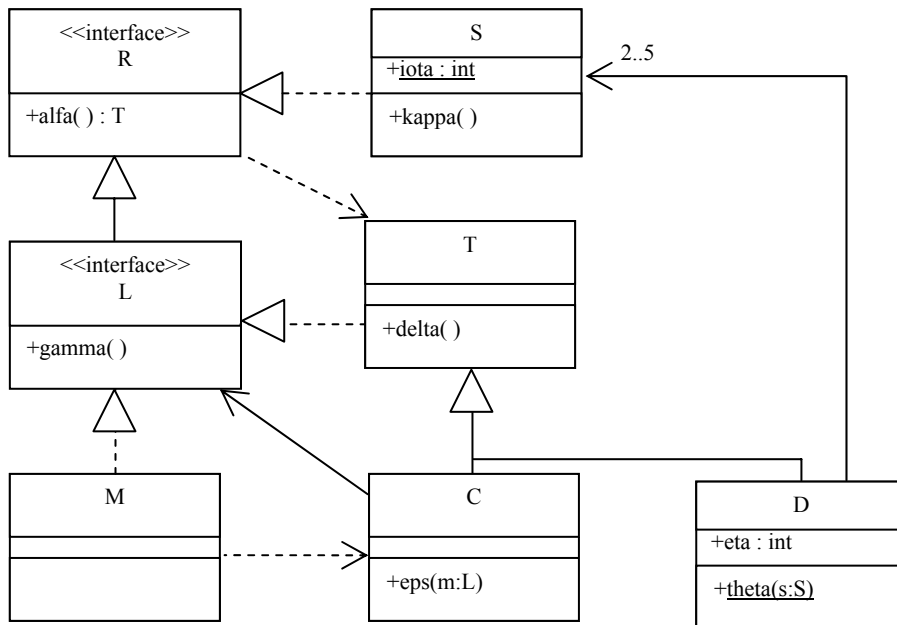 <<interface>>
R
+alfa( ) : T
S
+iota : int
+kappa( )
2..5
<<interface>>
L
+gamma( )
T
+delta( )
M
C
+eps(m:L)
D
+eta : int
+theta(s:S)